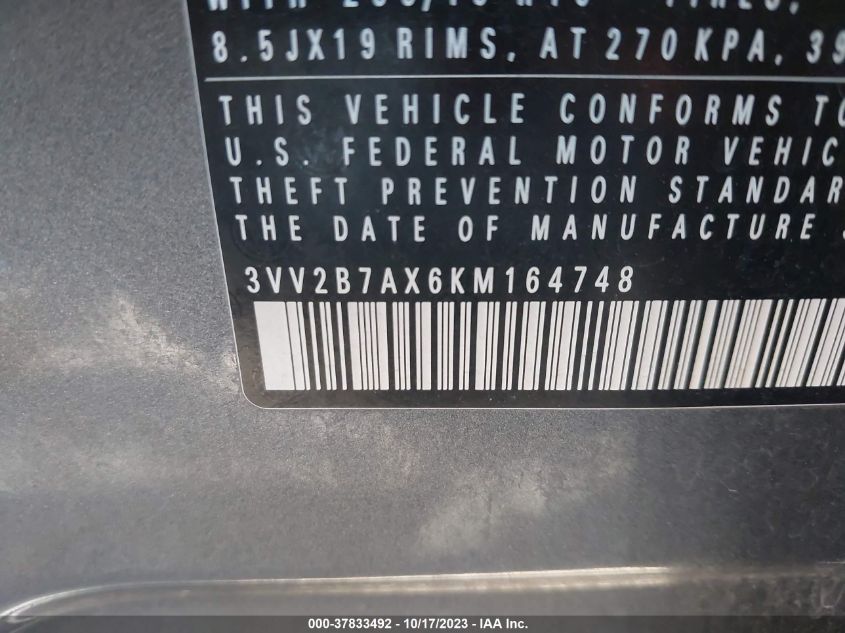 8.5JX19 RIMS, AT 270 KPA, 39
THIS VEHICLE CONFORMS TO
U.S. FEDERAL MOTOR VEHIC
THEFT PREVENTION STANDAR
THE DATE OF MANUFACTURE
3VV2B7AX6KM164748
000-37833492 - 10/17/2023 - IAA Inc.